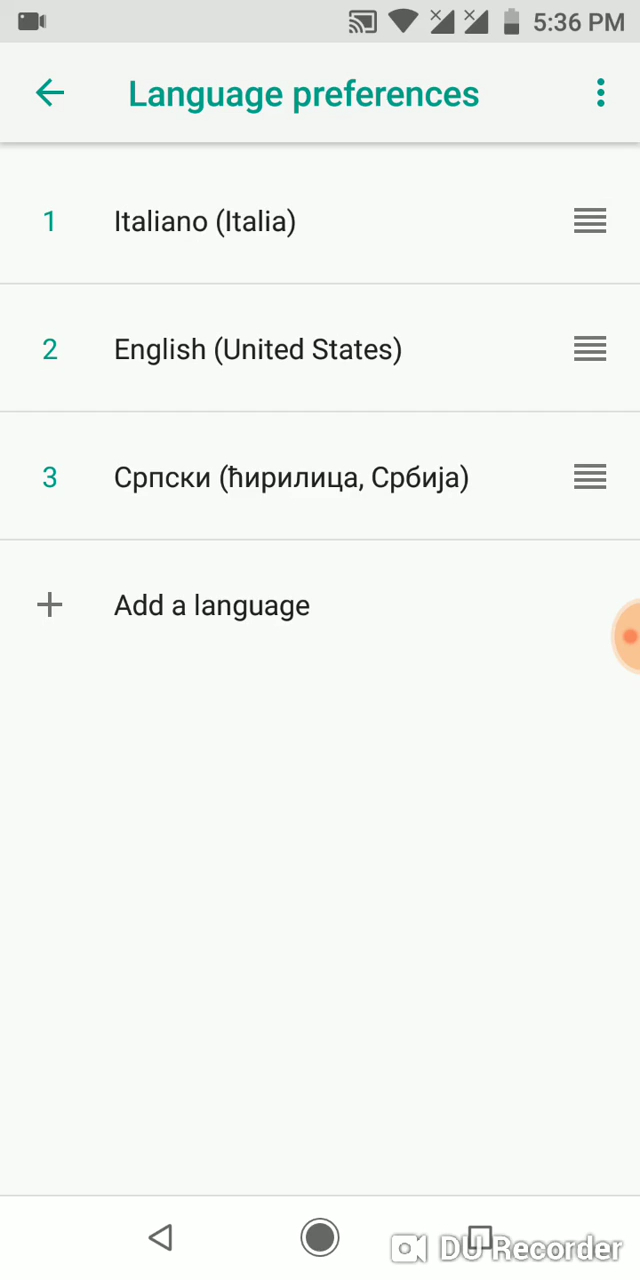 5:36 PM
Language preferences
1 Italiano (Italia)
2 English (United States)
3 Српски (ћирилица, Србија)
+ Add a language
DU Recorder